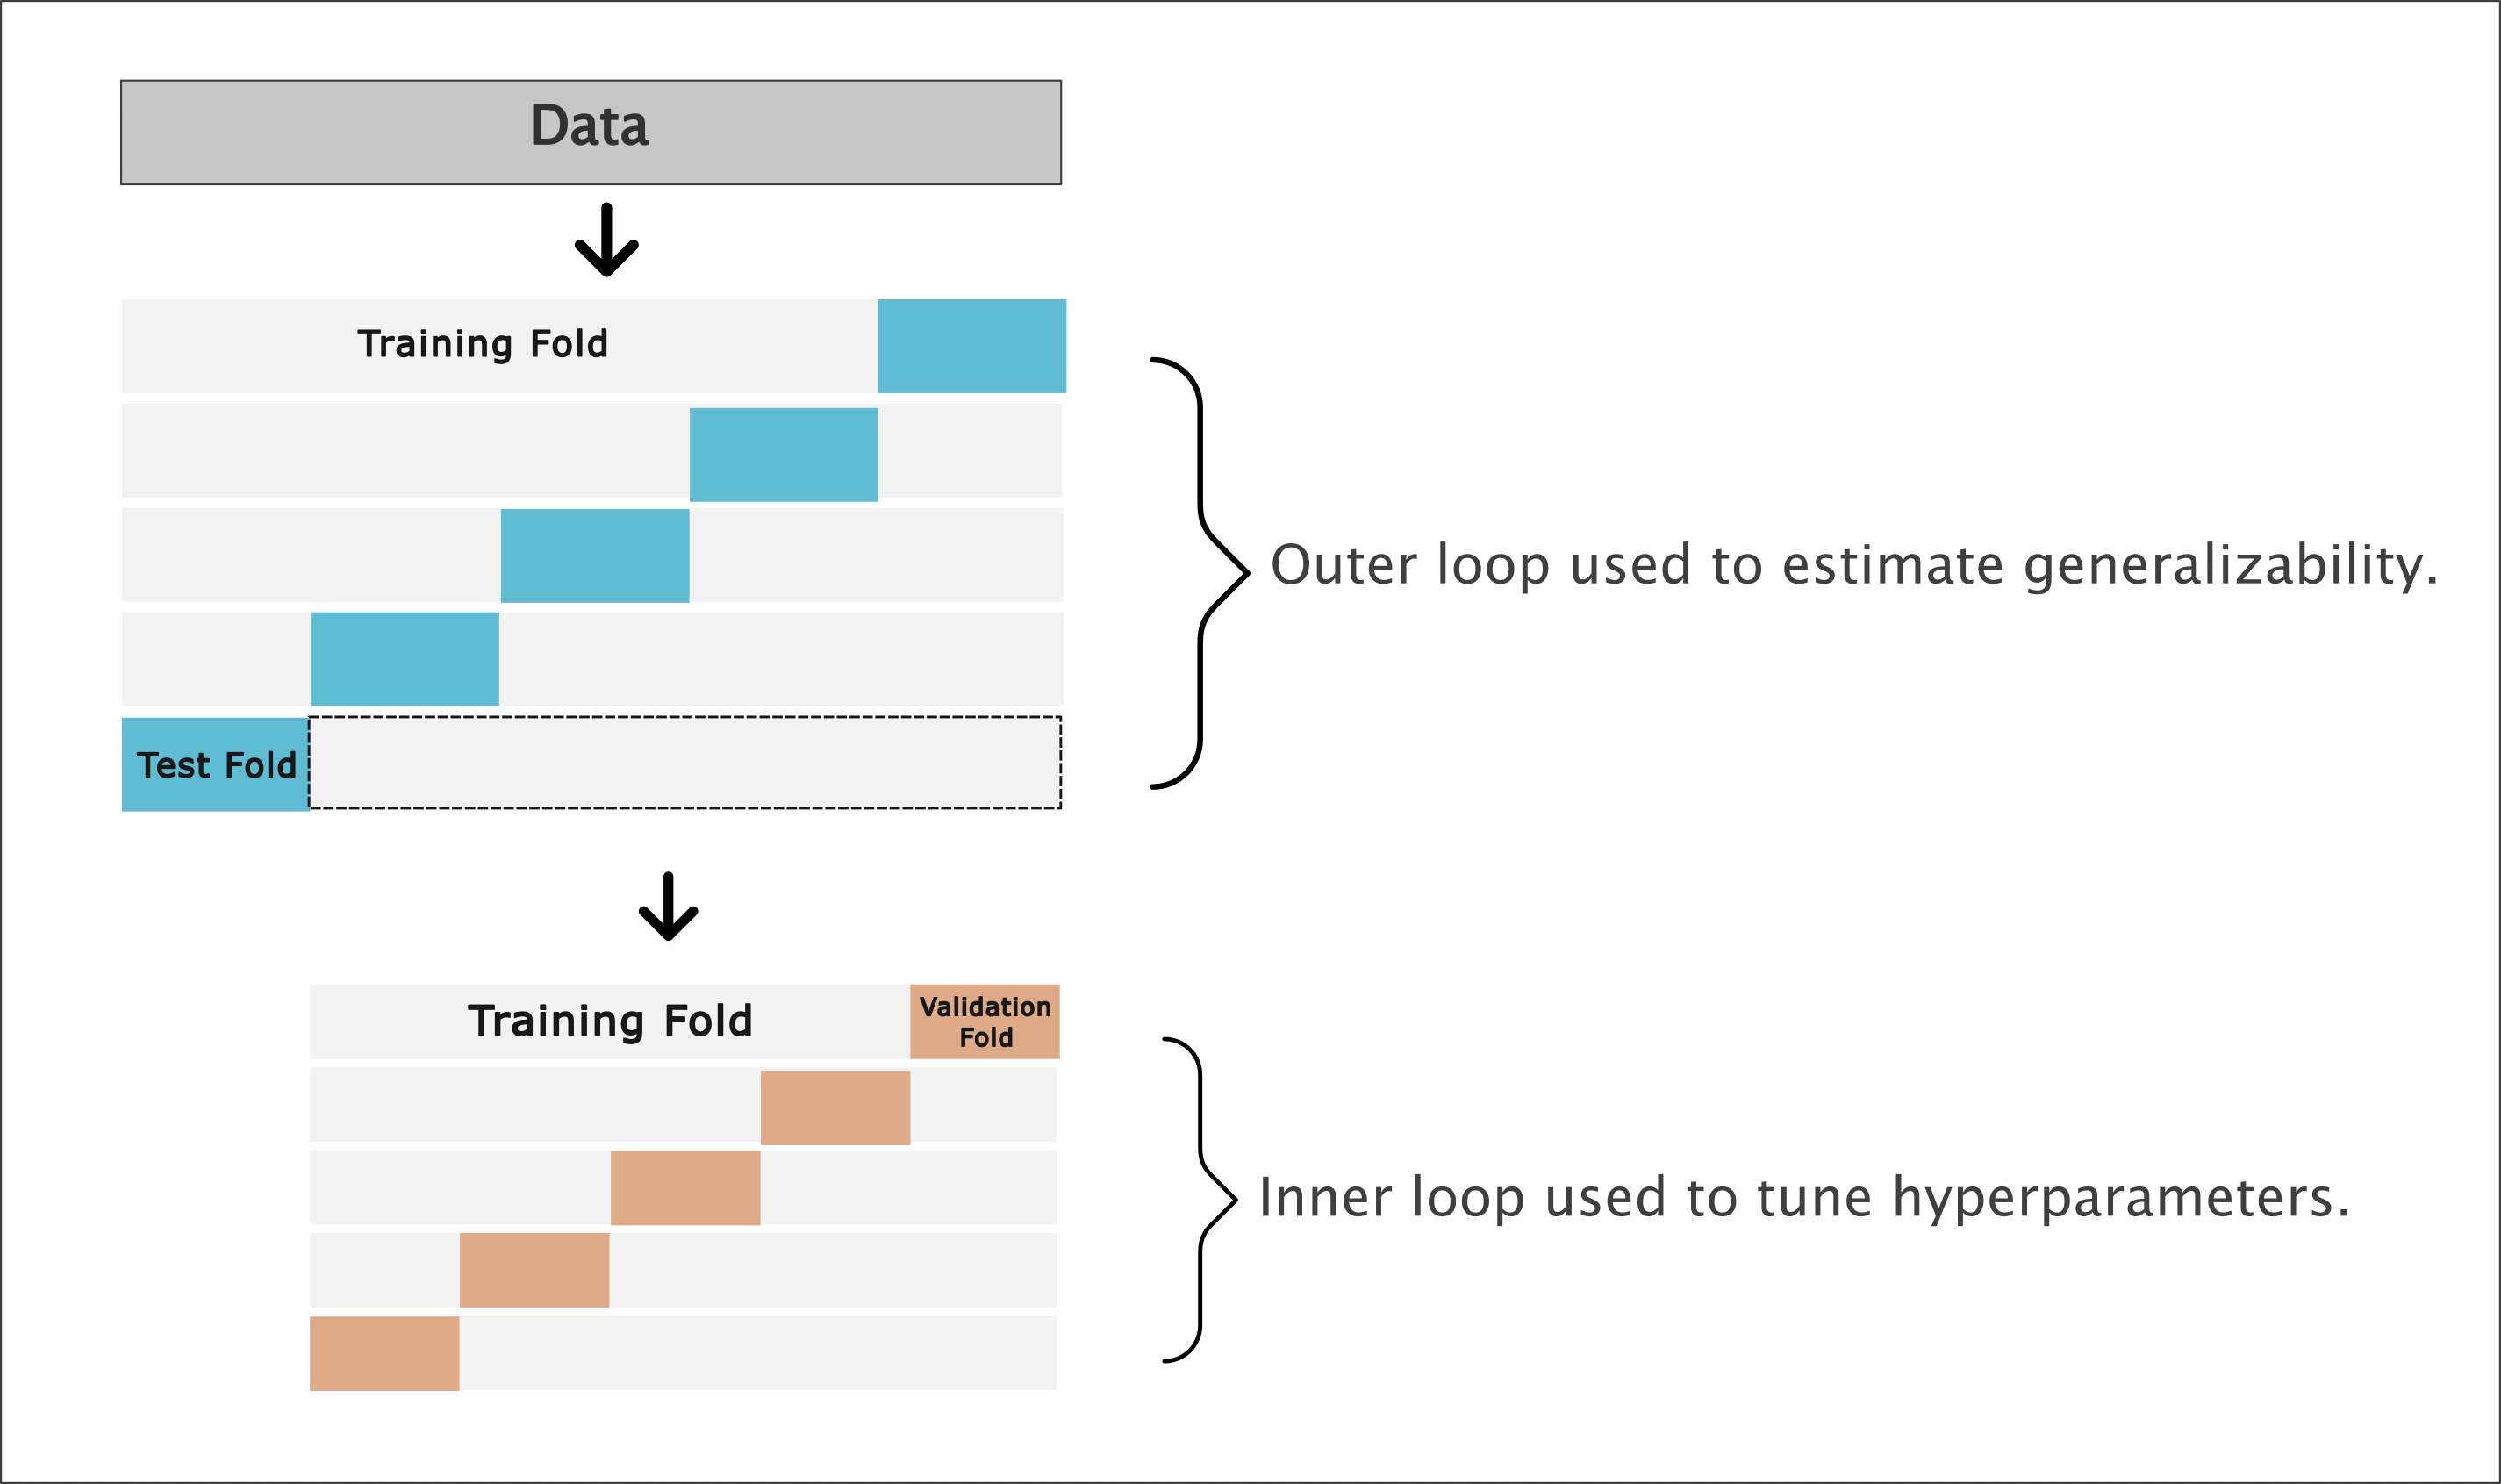 Data
Training Fold
Outer loop used to estimate generalizability.
Test Fold
Training Fold
Validation
Fold
Inner loop used to tune hyperparameters.